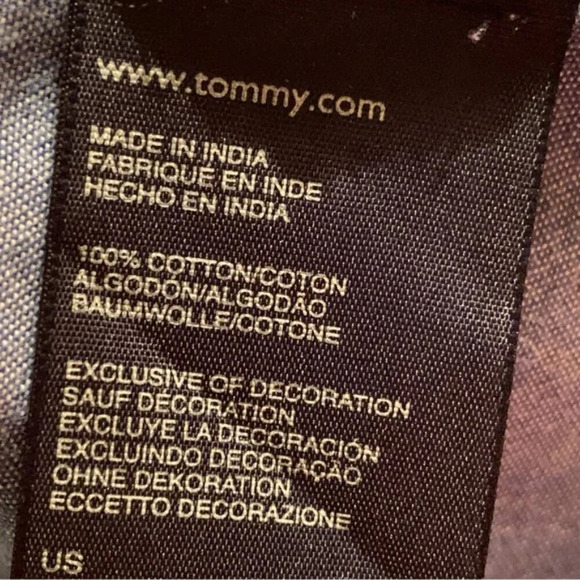 www.tommy.com
MADE IN INDIA
FABRIQUÉ EN INDE
HECHO EN INDIA
100% COTTON/COTON
ALGODON/ALGODÃO
BAUMWOLLE/COTONE
EXCLUSIVE OF DECORATION
SAUF DÉCORATION
EXCLUYE LA DECORACIÓN
EXCLUINDO DECORAÇÃO
OHNE DEKORATION
ECCETTO DECORAZIONE
US